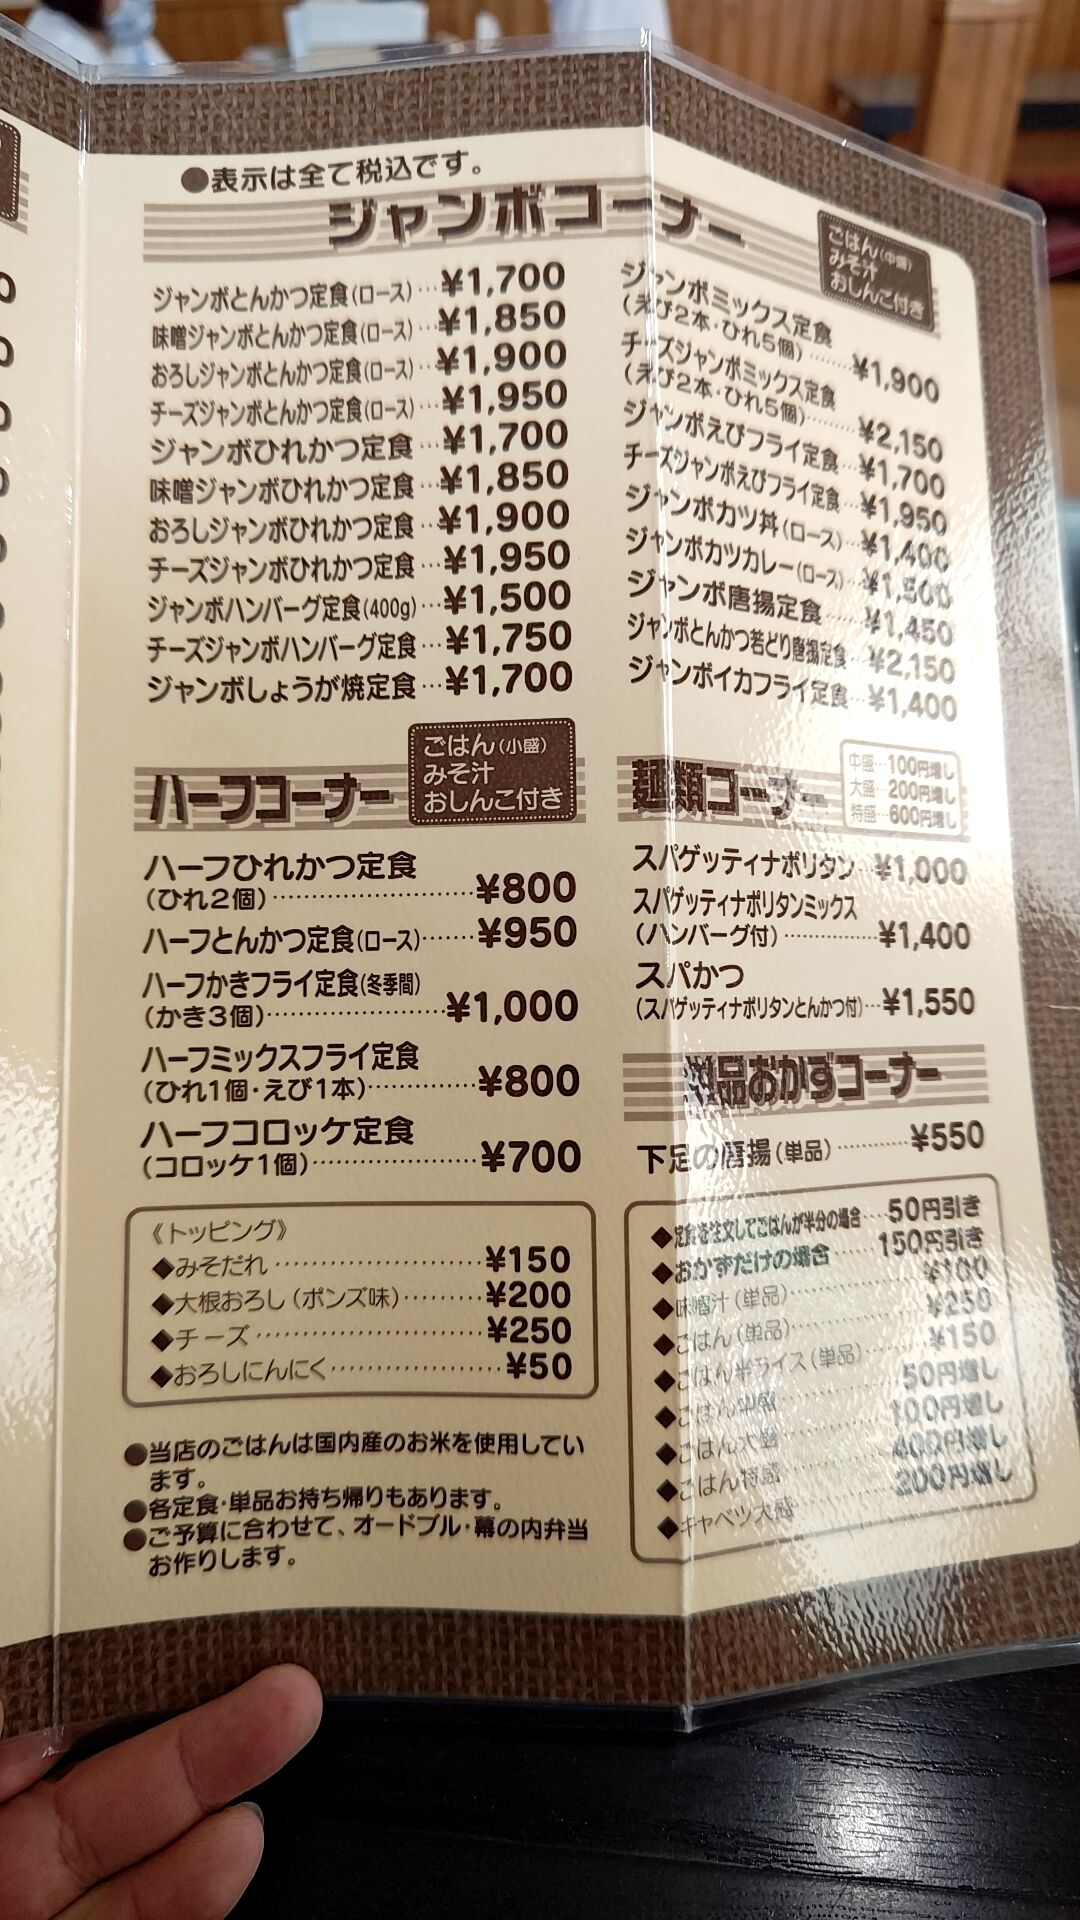 ●表示は全て税込です。
ジャンボコーナー
ごはん(中盛)
みそ汁
おしんこ付き
ジャンボとんかつ定食(ロース)…¥1,700
味噌ジャンボとんかつ定食(ロース)…¥1,850
おろしジャンボとんかつ定食(ロース)…¥1,900
チーズジャンボとんかつ定食(ロース)…¥1,950
ジャンボひれかつ定食…¥1,700
味噌ジャンボひれかつ定食…¥1,850
おろしジャンボひれかつ定食…¥1,900
チーズジャンボひれかつ定食…¥1,950
ジャンボハンバーグ定食(400g)…¥1,500
チーズジャンボハンバーグ定食…¥1,750
ジャンボしょうが焼定食…¥1,700
ジャンボミックス定食
(えび2本・ひれ5個)……¥1,900
チーズジャンボミックス定食
(えび2本・ひれ5個)……¥2,150
ジャンボえびフライ定食…¥1,700
チーズジャンボえびフライ定食…¥1,950
ジャンボカツ丼(ロース)…¥1,400
ジャンボカツカレー(ロース)…¥1,500
ジャンボ唐揚定食……¥1,450
ジャンボとんかつ若どり唐揚定食…¥2,150
ジャンボイカフライ定食…¥1,400
ハーフコーナー
ごはん(小盛)
みそ汁
おしんこ付き
ハーフひれかつ定食
(ひれ2個)……………………¥800
ハーフとんかつ定食(ロース)……¥950
ハーフかきフライ定食(冬季間)
(かき3個)…………………¥1,000
ハーフミックスフライ定食
(ひれ1個・えび1本)…………¥800
ハーフコロッケ定食
(コロッケ1個)………………¥700
《トッピング》
◆みそだれ……………………¥150
◆大根おろし(ポンズ味)………¥200
◆チーズ………………………¥250
◆おろしにんにく………………¥50
●当店のごはんは国内産のお米を使用してい
ます。
●各定食・単品お持ち帰りもあります。
●ご予算に合わせて、オードブル・幕の内弁当
お作りします。
麺類コーナー
中盛…100円増し
大盛…200円増し
特盛…600円増し
スパゲッティナポリタン…¥1,000
スパゲッティナポリタンミックス
(ハンバーグ付)……………¥1,400
スパかつ
(スパゲッティナポリタンとんかつ付)…¥1,550
単品おかずコーナー
下足の唐揚(単品)…………¥550
◆定食を注文してごはんが半分の場合…50円引き
◆おかずだけの場合……150円引き
◆味噌汁(単品)……………¥100
◆ごはん(単品)……………¥250
◆ごはん半ライス(単品)……¥150
◆ごはん中盛……………50円増し
◆ごはん大盛……………100円増し
◆ごはん特盛……………400円増し
◆キャベツ大盛…………200円増し